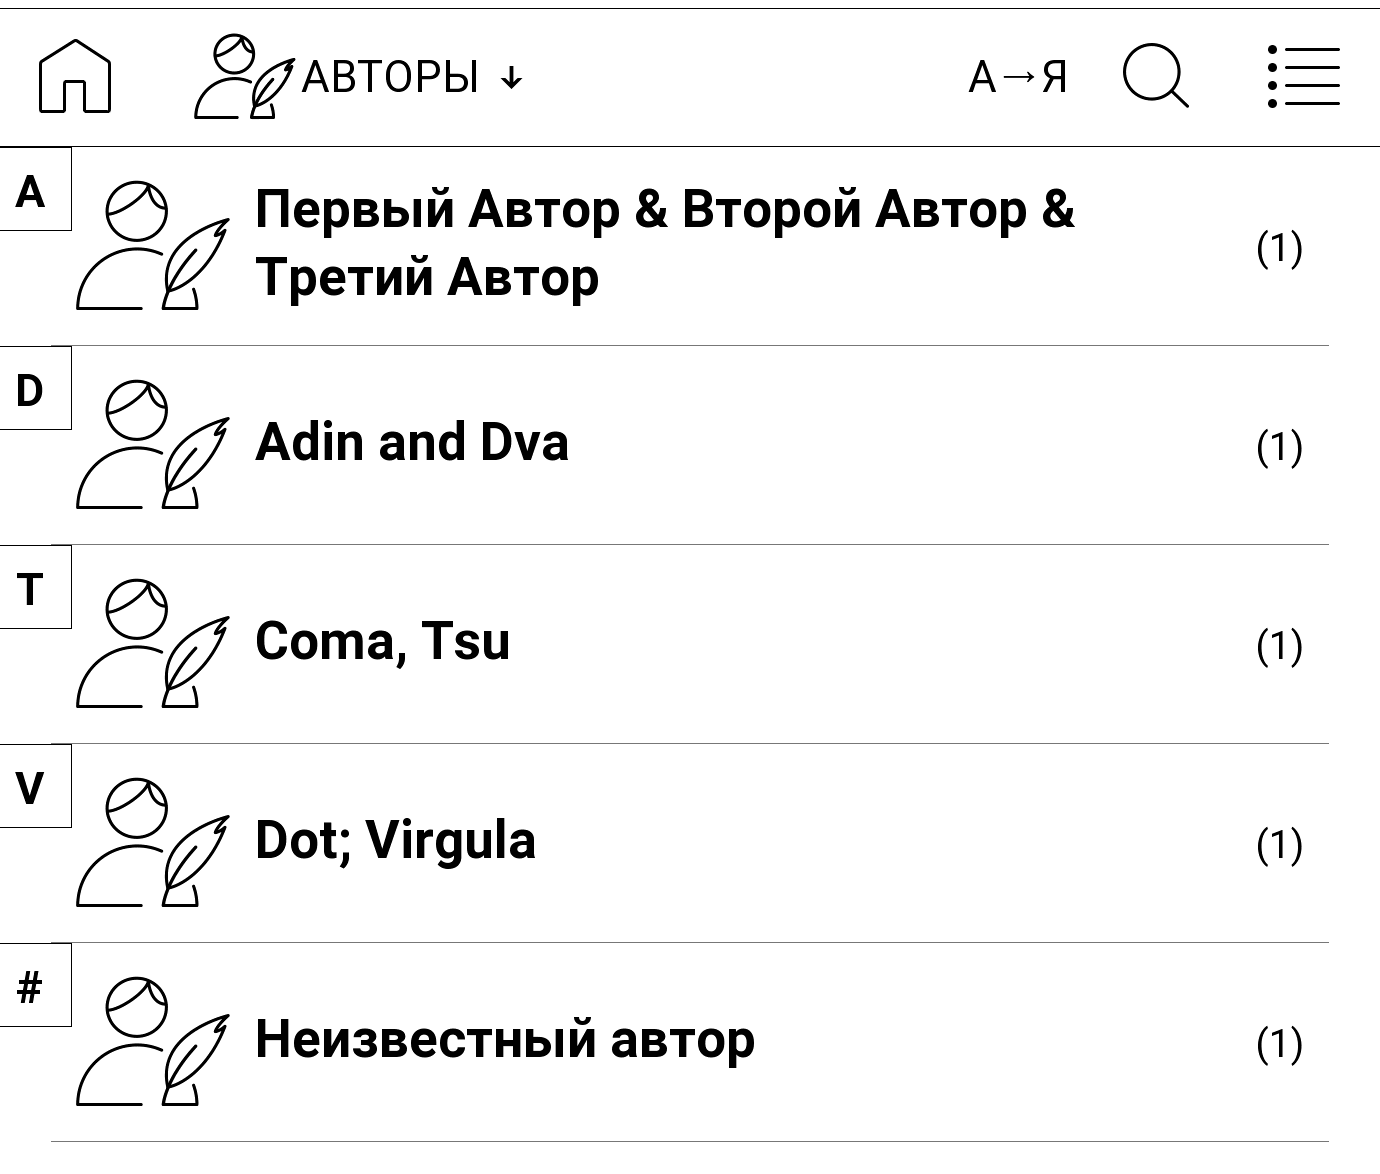 АВТОРЫ ↓ А→Я
А
Первый Автор & Второй Автор &
Третий Автор
(1)
D
Adin and Dva
(1)
T
Coma, Tsu
(1)
V
Dot; Virgula
(1)
#
Неизвестный автор
(1)